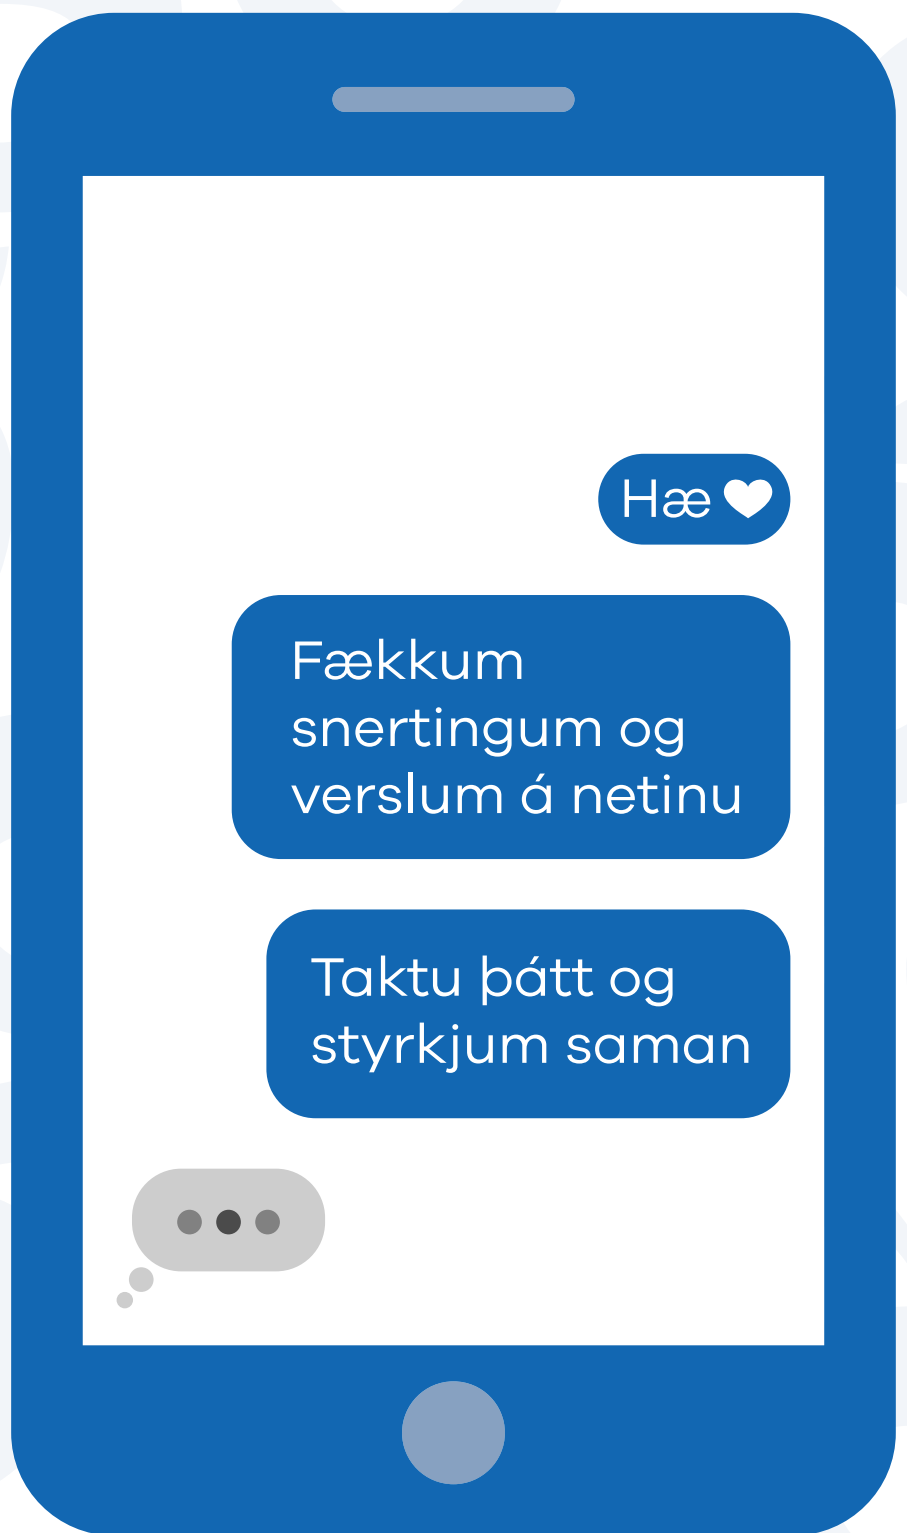 Hæ
Fækkum
snertingum og
verslum á netinu
Taktu þátt og
styrkjum saman